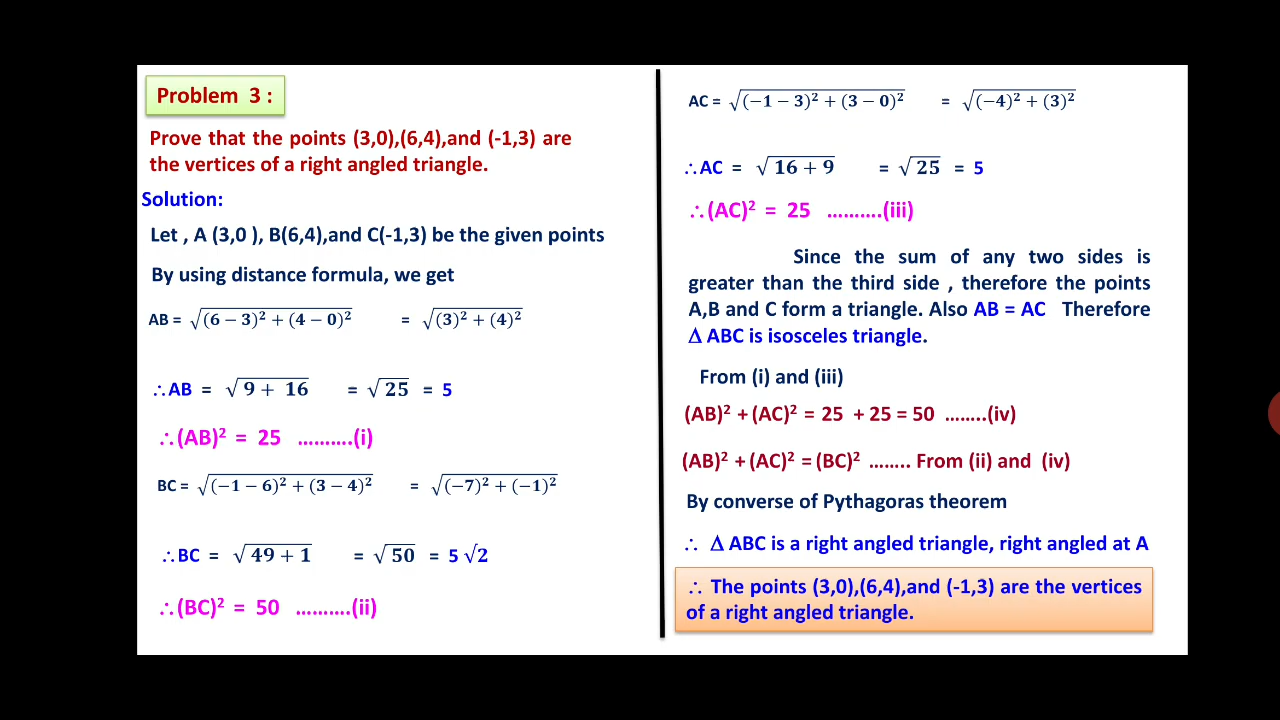 Problem 3 :
Prove that the points (3,0),(6,4),and (-1,3) are
the vertices of a right angled triangle.
Solution:
Let , A (3,0 ), B(6,4),and C(-1,3) be the given points
By using distance formula, we get
AB = √(6 − 3)² + (4 − 0)² = √(3)² + (4)²
∴AB = √9 + 16 = √25 = 5
∴(AB)² = 25 ..........(i)
BC = √(−1 − 6)² + (3 − 4)² = √(−7)² + (−1)²
∴BC = √49 + 1 = √50 = 5 √2
∴(BC)² = 50 ..........(ii)
AC = √(−1 − 3)² + (3 − 0)² = √(−4)² + (3)²
∴AC = √16 + 9 = √25 = 5
∴(AC)² = 25 ..........(iii)
Since the sum of any two sides is
greater than the third side , therefore the points
A,B and C form a triangle. Also AB = AC Therefore
Δ ABC is isosceles triangle.
From (i) and (iii)
(AB)² + (AC)² = 25 + 25 = 50 ........(iv)
(AB)² + (AC)² = (BC)² ........ From (ii) and (iv)
By converse of Pythagoras theorem
∴ Δ ABC is a right angled triangle, right angled at A
∴ The points (3,0),(6,4),and (-1,3) are the vertices
of a right angled triangle.